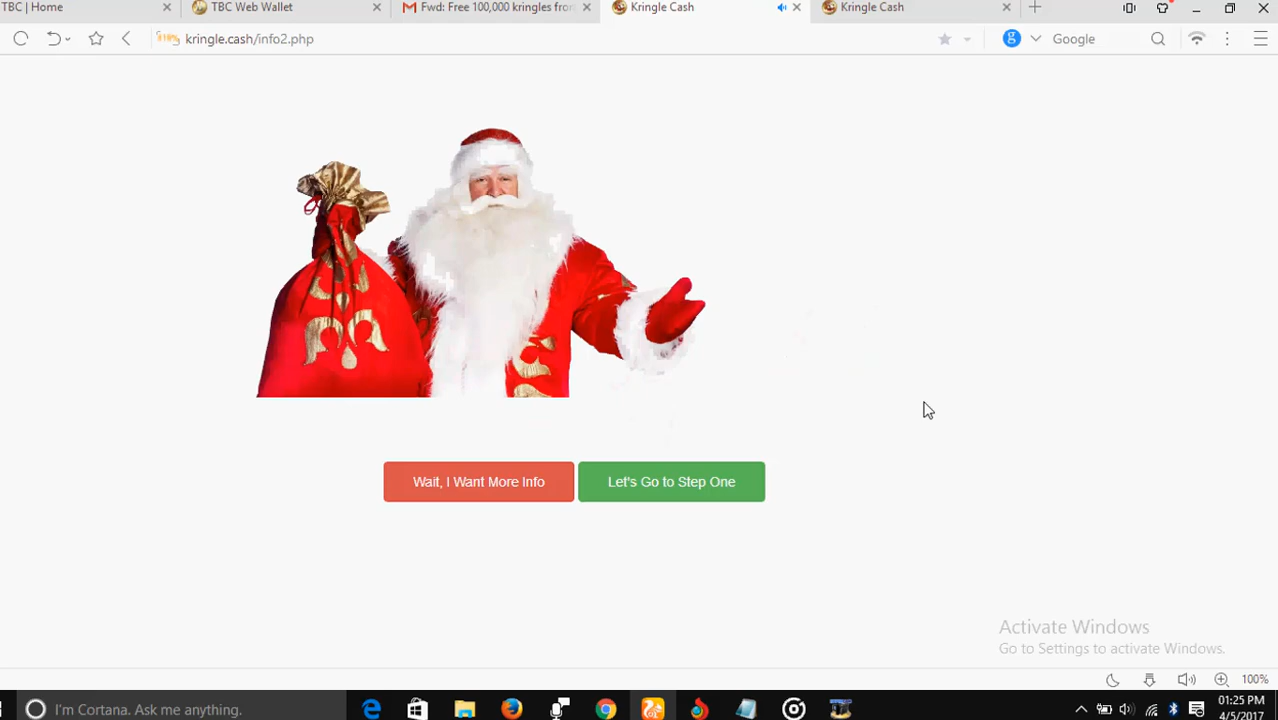 TBC | Home
TBC Web Wallet
Fwd: Free 100,000 kringles from
Kringle Cash
Kringle Cash
kringle.cash/info2.php
Google
Wait, I Want More Info
Let's Go to Step One
Activate Windows
Go to Settings to activate Windows.
100%
I'm Cortana. Ask me anything.
01:25 PM
4/5/2017